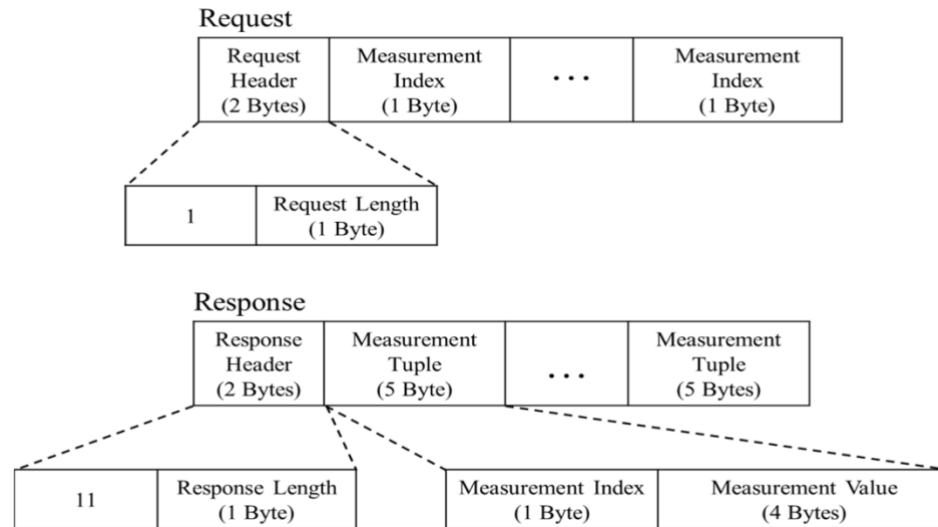 Request
Request
Header
(2 Bytes)
Measurement
Index
(1 Byte)
...
Measurement
Index
(1 Byte)
1
Request Length
(1 Byte)
Response
Response
Header
(2 Bytes)
Measurement
Tuple
(5 Byte)
...
Measurement
Tuple
(5 Bytes)
11
Response Length
(1 Byte)
Measurement Index
(1 Byte)
Measurement Value
(4 Bytes)